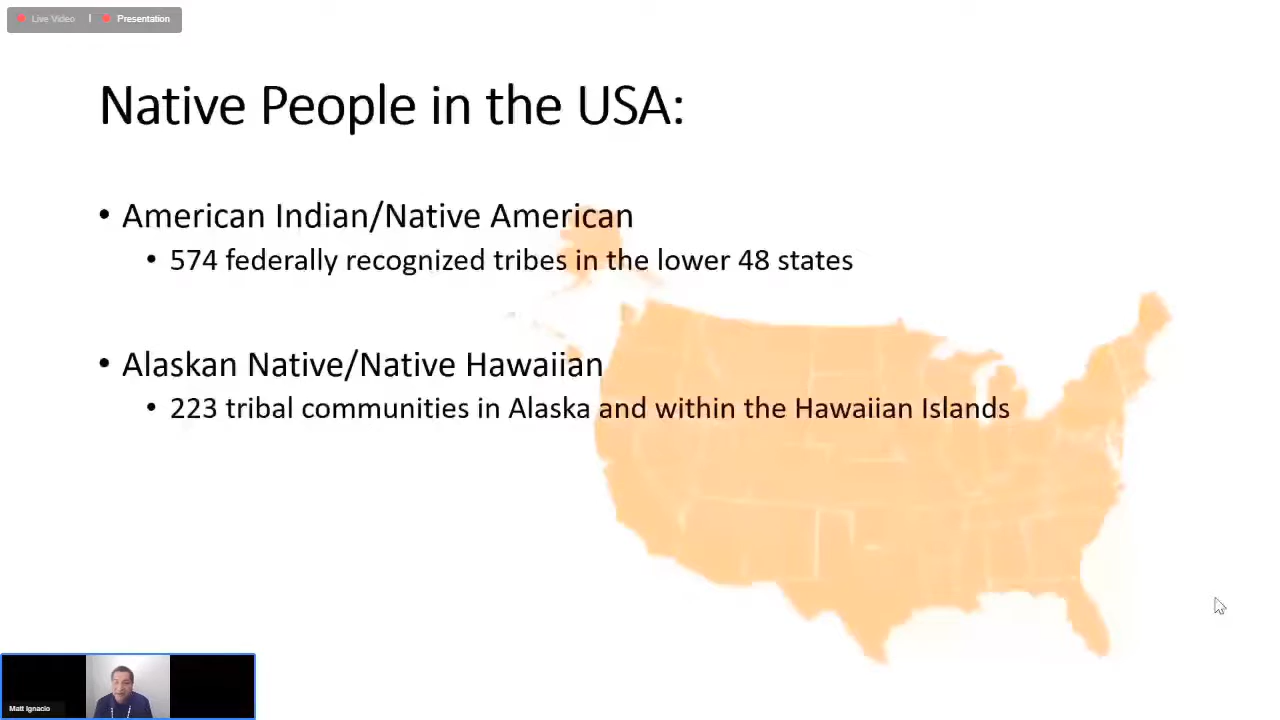 Live Video | Presentation
Native People in the USA:
• American Indian/Native American
• 574 federally recognized tribes in the lower 48 states
• Alaskan Native/Native Hawaiian
• 223 tribal communities in Alaska and within the Hawaiian Islands
Matt Ignacio